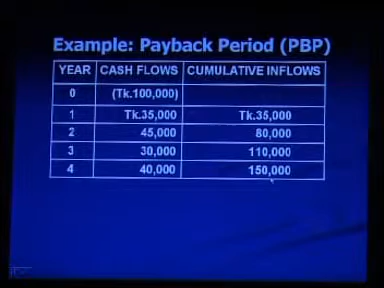 Example: Payback Period (PBP)
YEAR CASH FLOWS CUMULATIVE INFLOWS
0 (Tk.100,000)
1 Tk.35,000 Tk.35,000
2 45,000 80,000
3 30,000 110,000
4 40,000 150,000